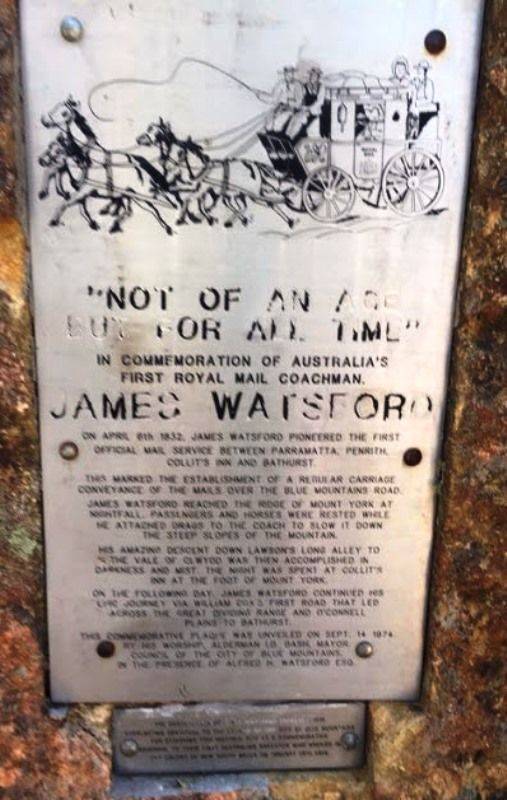 "NOT OF AN AGE
BUT FOR ALL TIME"
IN COMMEMORATION OF AUSTRALIA'S
FIRST ROYAL MAIL COACHMAN.
JAMES WATSFORD
ON APRIL 6th 1832, JAMES WATSFORD PIONEERED THE FIRST
OFFICIAL MAIL SERVICE BETWEEN PARRAMATTA, PENRITH,
COLLIT'S INN AND BATHURST.
THIS MARKED THE ESTABLISHMENT OF A REGULAR CARRIAGE
CONVEYANCE OF THE MAILS OVER THE BLUE MOUNTAINS ROAD.
JAMES WATSFORD REACHED THE RIDGE OF MOUNT YORK AT
NIGHTFALL. PASSENGERS AND HORSES WERE RESTED WHILE
HE ATTACHED DRAGS TO THE COACH TO SLOW IT DOWN
THE STEEP SLOPES OF THE MOUNTAIN.
HIS AMAZING DESCENT DOWN LAWSON'S LONG ALLEY TO
THE VALE OF CLWYDD WAS THEN ACCOMPLISHED IN
DARKNESS AND MIST. THE NIGHT WAS SPENT AT COLLIT'S
INN AT THE FOOT OF MOUNT YORK.
ON THE FOLLOWING DAY, JAMES WATSFORD CONTINUED HIS
EPIC JOURNEY VIA WILLIAM COX'S FIRST ROAD THAT LED
ACROSS THE GREAT DIVIDING RANGE AND O'CONNELL
PLAINS TO BATHURST.
THIS COMMEMORATIVE PLAQUE WAS UNVEILED ON SEPT. 14 1974
BY HIS WORSHIP, ALDERMAN MAYOR
COUNCIL OF THE CITY OF BLUE MOUNTAINS,
IN THE PRESENCE OF ALFRED H. WATSFORD ESQ.